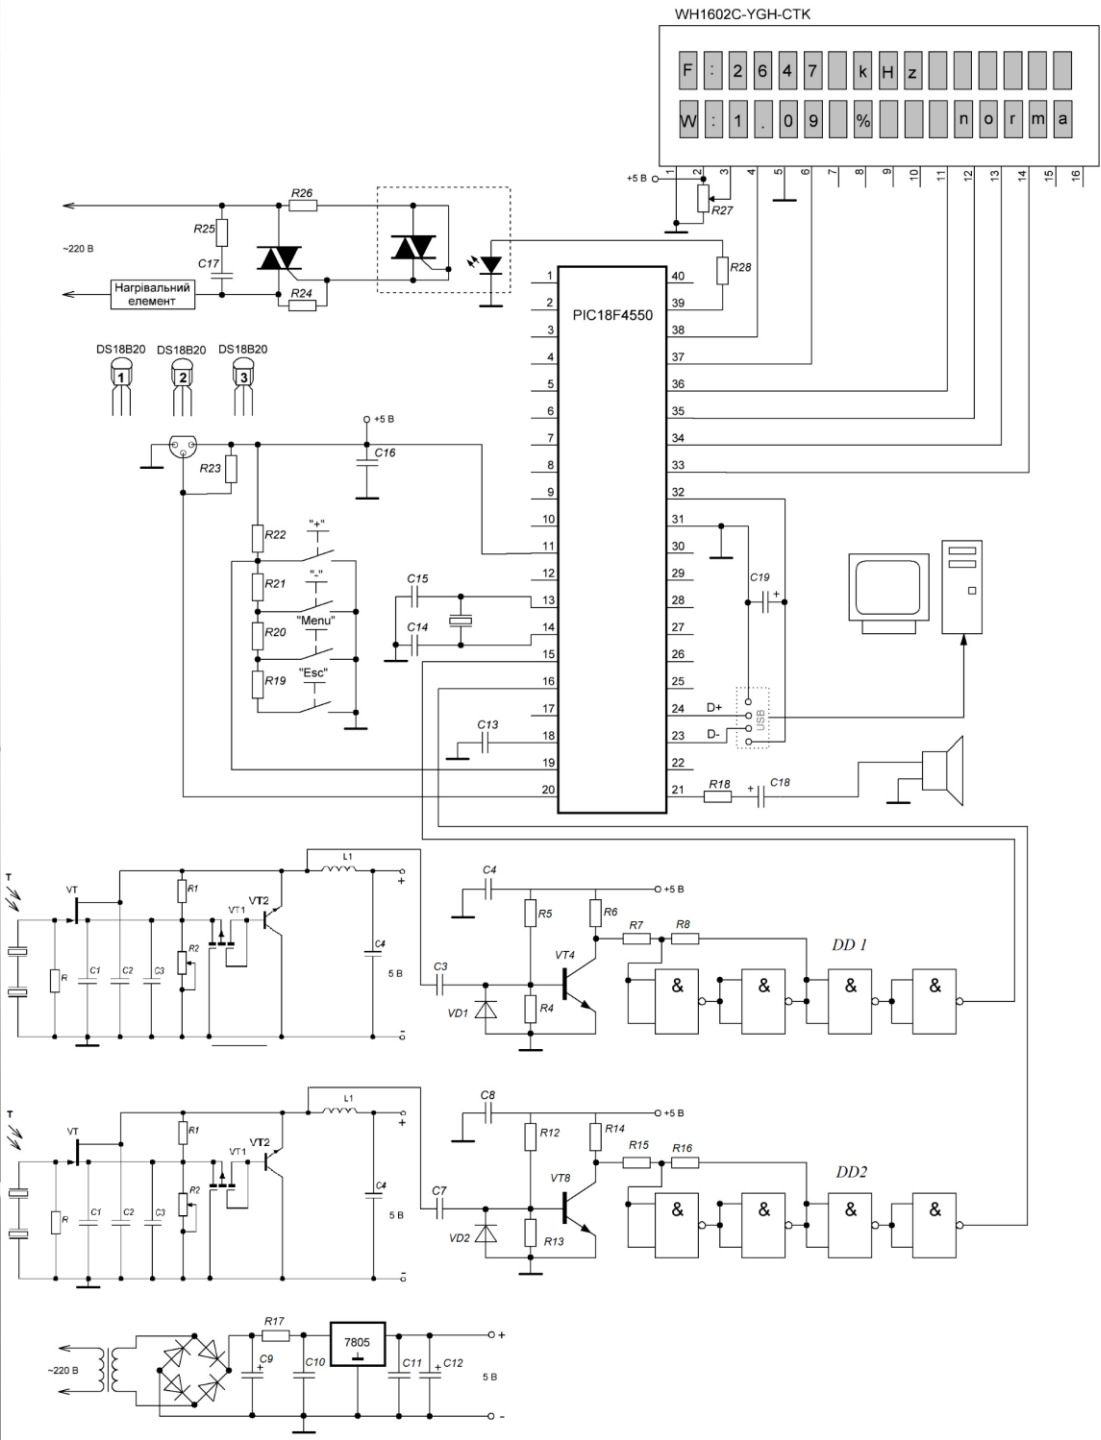 WH1602C-YGH-CTK
F : 2 6 4 7 k H z
W : 1 . 0 9 % n o r m a
1 2 3 4 5 6 7 8 9 10 11 12 13 14 15 16
+5 В
R27
R26
R25
~220 В
C17
Нагрівальний
елемент
R24
R28
PIC18F4550
1 40
2 39
3 38
4 37
5 36
6 35
7 34
8 33
9 32
10 31
11 30
12 29
13 28
14 27
15 26
16 25
17 24
18 23
19 22
20 21
DS18B20 DS18B20 DS18B20
1 2 3
+5 В
R23
C16
R22
"+"
R21
"-"
R20
"Menu"
R19
"Esc"
C15
C14
C13
C19
+
D+
D-
USB
R18
+
C18
T
VT
R1
VT1
VT2
L1
+
R
C1
C2
C3
R2
C4
5 В
-
C3
C4
+5 В
R5
R6
VT4
VD1
R4
R7
R8
DD 1
& & & &
T
VT
R1
VT1
VT2
L1
+
R
C1
C2
C3
R2
C4
5 В
-
C7
C8
+5 В
R12
R14
VT8
VD2
R13
R15
R16
DD2
& & & &
~220 В
R17
C9
+
C10
7805
C11
+
C12
+
5 В
-